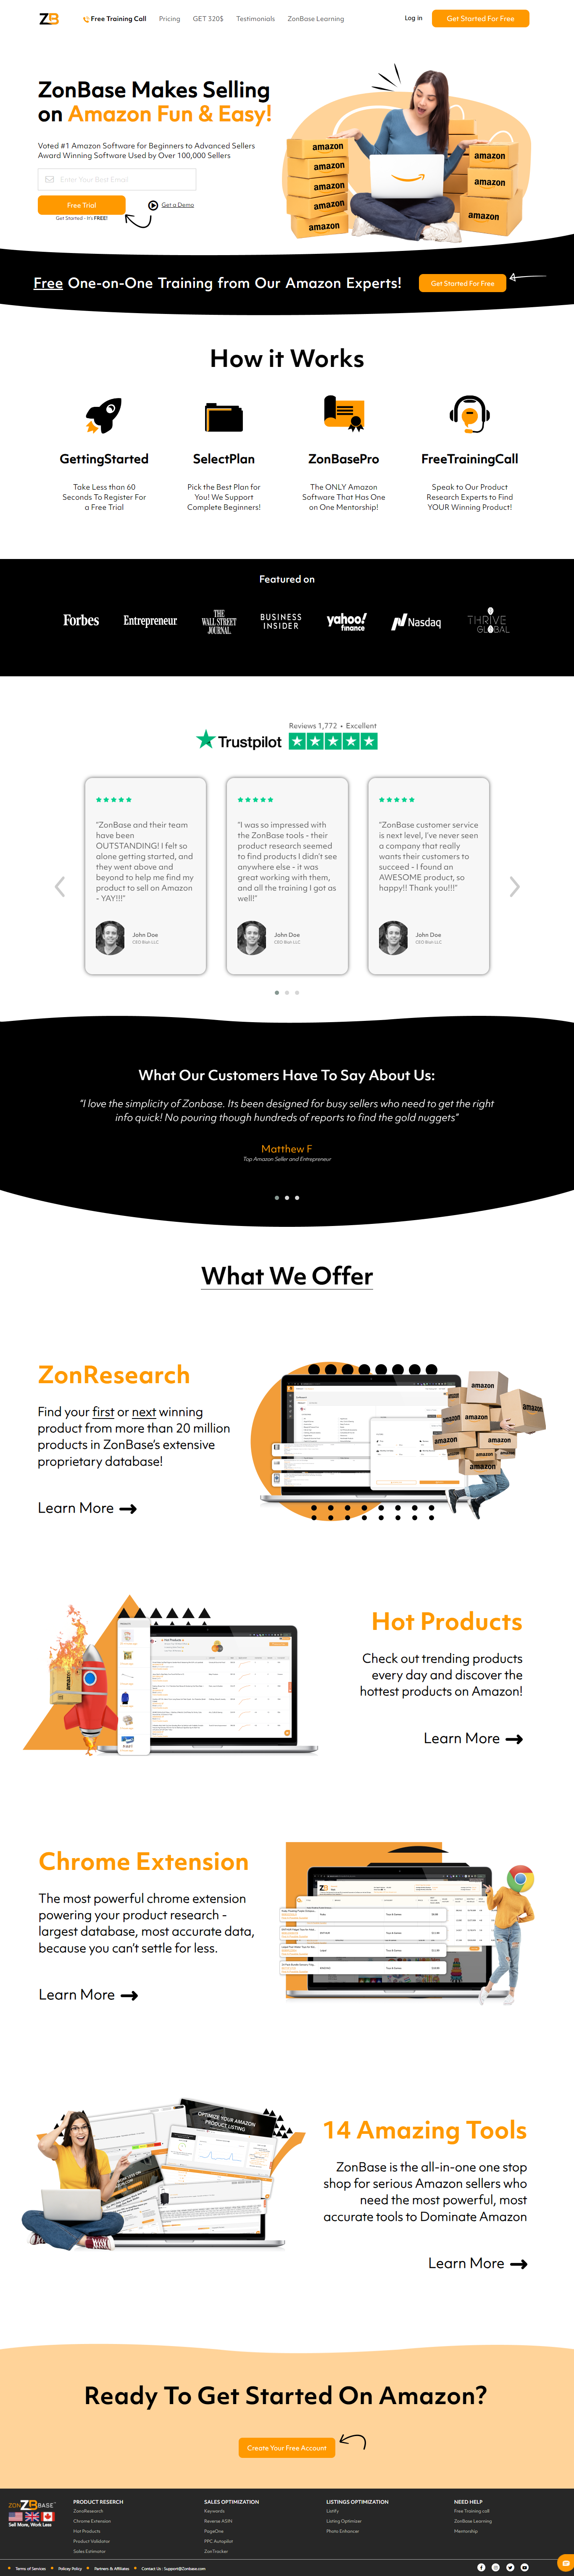 ZB
Free Training Call
Pricing
GET 320$
Testimonials
ZonBase Learning
Log in
Get Started For Free
ZonBase Makes Selling
on Amazon Fun & Easy!
Voted #1 Amazon Software for Beginners to Advanced Sellers
Award Winning Software Used by Over 100,000 Sellers
Enter Your Best Email
Free Trial
Get a Demo
Get Started - It's FREE!
amazon
amazon
amazon
amazon
amazon
amazon
amazon
amazon
Free One-on-One Training from Our Amazon Experts!
Get Started For Free
How it Works
GettingStarted
Take Less than 60
Seconds To Register For
a Free Trial
SelectPlan
Pick the Best Plan for
You! We Support
Complete Beginners!
ZonBasePro
The ONLY Amazon
Software That Has One
on One Mentorship!
FreeTrainingCall
Speak to Our Product
Research Experts to Find
YOUR Winning Product!
Featured on
Forbes
Entrepreneur
THE
WALL STREET
JOURNAL.
BUSINESS
INSIDER
yahoo!
finance
Nasdaq
THRIVE
GLOBAL
Trustpilot
Reviews 1,772 • Excellent
"ZonBase and their team
have been
OUTSTANDING! I felt so
alone getting started, and
they went above and
beyond to help me find my
product to sell on Amazon
- YAY!!!"
John Doe
CEO Bun LLC
"I was so impressed with
the ZonBase tools - their
product research seemed
to find products I didn't see
anywhere else - it was
great working with them,
and all the training I got as
well!"
John Doe
CEO Bun LLC
"ZonBase customer service
is next level, I've never seen
a company that really
wants their customers to
succeed - I found an
AWESOME product, so
happy!! Thank you!!!"
John Doe
CEO Bun LLC
What Our Customers Have To Say About Us:
"I love the simplicity of Zonbase. Its been designed for busy sellers who need to get the right
info quick! No pouring though hundreds of reports to find the gold nuggets"
Matthew F
Top Amazon Seller and Entrepreneur
What We Offer
ZonResearch
Find your first or next winning
product from more than 20 million
products in ZonBase's extensive
proprietary database!
Learn More
amazon
amazon
amazon
amazon
amazon
amazon
amazon
Hot Products
Hot Products
Check out trending products
every day and discover the
hottest products on Amazon!
Learn More
Chrome Extension
The most powerful chrome extension
powering your product research -
largest database, most accurate data,
because you can't settle for less.
Learn More
OPTIMIZE YOUR AMAZON
PRODUCT LISTING
14 Amazing Tools
ZonBase is the all-in-one one stop
shop for serious Amazon sellers who
need the most powerful, most
accurate tools to Dominate Amazon
Learn More
Ready To Get Started On Amazon?
Create Your Free Account
ZONZBBASE
Sell More, Work Less
PRODUCT RESERCH
ZonoResearch
Chrome Extension
Hot Products
Product Validator
Sales Estimator
SALES OPTIMIZATION
Keywords
Reverse ASIN
PageOne
PPC Autopilot
ZonTracker
LISTINGS OPTIMIZATION
Listify
Listing Optimizer
Photo Enhancer
NEED HELP
Free Training call
ZonBase Learning
Mentorship
Terms of Services
Policey Policy
Partners & Affiliates
Contact Us : Support@Zonbase.com